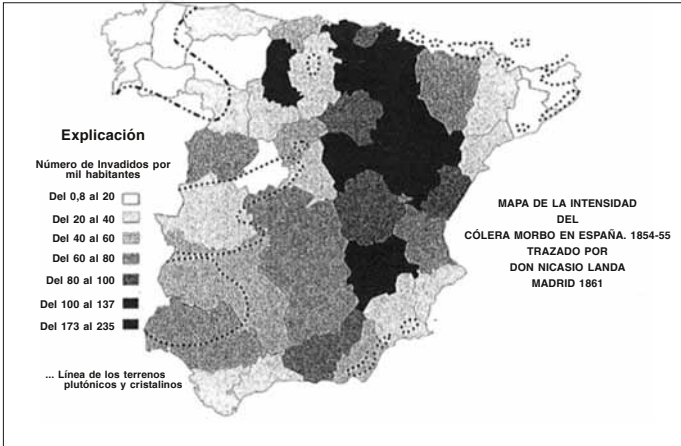 Explicación
Número de Invadidos por
mil habitantes
Del 0,8 al 20
Del 20 al 40
Del 40 al 60
Del 60 al 80
Del 80 al 100
Del 100 al 137
Del 173 al 235
... Línea de los terrenos
plutónicos y cristalinos
MAPA DE LA INTENSIDAD
DEL
CÓLERA MORBO EN ESPAÑA. 1854-55
TRAZADO POR
DON NICASIO LANDA
MADRID 1861